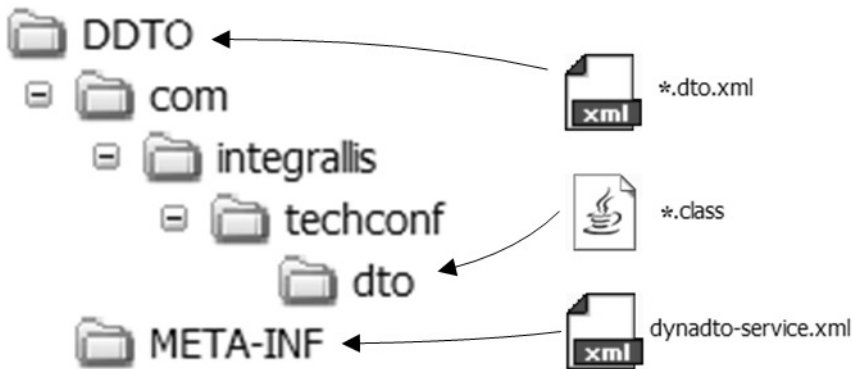 DDTO
com
integrallis
techconf
dto
META-INF
xml
*.dto.xml
*.class
xml
dynadto-service.xml